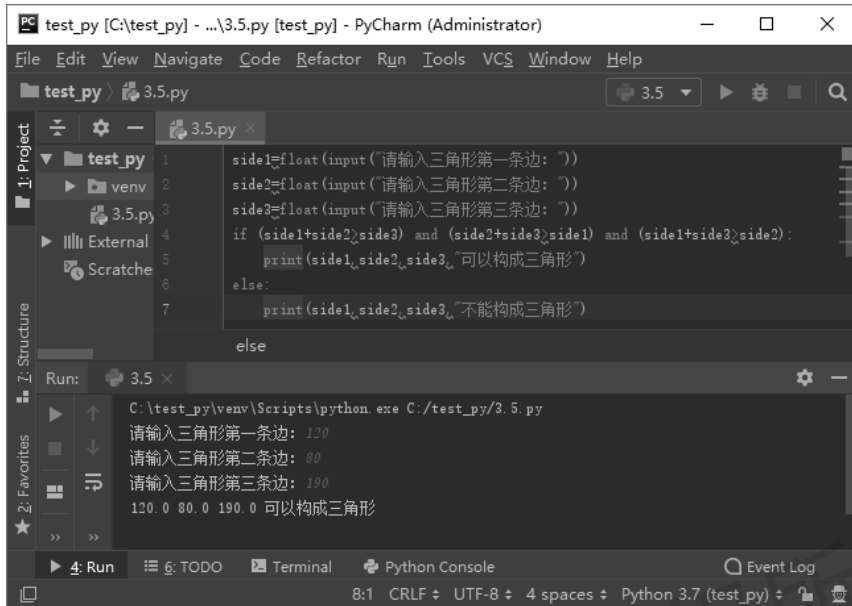 test_py [C:\test_py] - ...\3.5.py [test_py] - PyCharm (Administrator)
File Edit View Navigate Code Refactor Run Tools VCS Window Help
test_py 3.5.py 3.5
1: Project
3.5.py
test_py
venv
3.5.py
External
Scratche
1 side1=float(input("请输入三角形第一条边: "))
2 side2=float(input("请输入三角形第二条边: "))
3 side3=float(input("请输入三角形第三条边: "))
4 if (side1+side2>side3) and (side2+side3>side1) and (side1+side3>side2):
5 print(side1,side2,side3,"可以构成三角形")
6 else:
7 print(side1,side2,side3,"不能构成三角形")
else
7: Structure
2: Favorites
Run: 3.5
C:\test_py\venv\Scripts\python.exe C:/test_py/3.5.py
请输入三角形第一条边: 120
请输入三角形第二条边: 80
请输入三角形第三条边: 190
120.0 80.0 190.0 可以构成三角形
4: Run 6: TODO Terminal Python Console Event Log
8:1 CRLF UTF-8 4 spaces Python 3.7 (test_py)